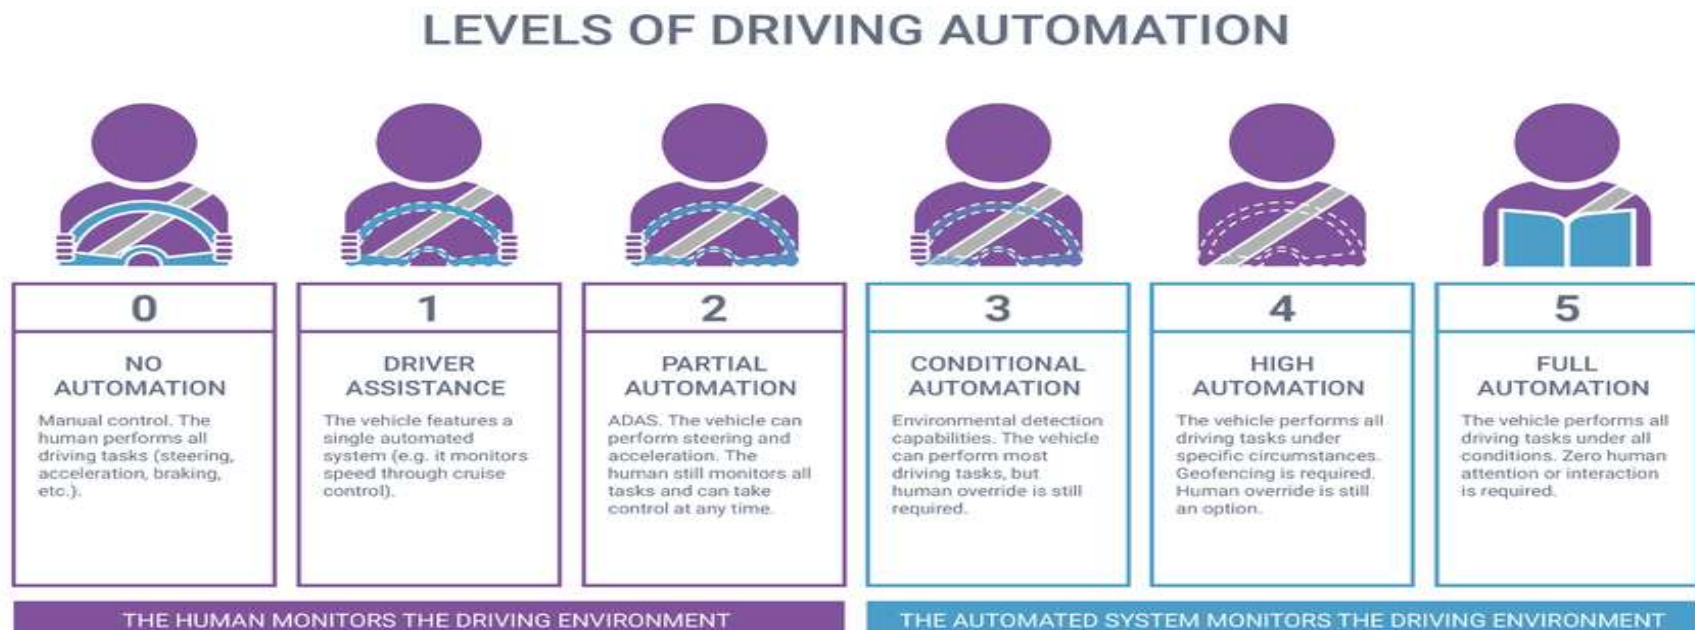 LEVELS OF DRIVING AUTOMATION
0
NO
AUTOMATION
Manual control. The
human performs all
driving tasks (steering,
acceleration, braking,
etc.).
1
DRIVER
ASSISTANCE
The vehicle features a
single automated
system (e.g. it monitors
speed through cruise
control).
2
PARTIAL
AUTOMATION
ADAS. The vehicle can
perform steering and
acceleration. The
human still monitors all
tasks and can take
control at any time.
3
CONDITIONAL
AUTOMATION
Environmental detection
capabilities. The vehicle
can perform most
driving tasks, but
human override is still
required.
4
HIGH
AUTOMATION
The vehicle performs all
driving tasks under
specific circumstances.
Geofencing is required.
Human override is still
an option.
5
FULL
AUTOMATION
The vehicle performs all
driving tasks under all
conditions. Zero human
attention or interaction
is required.
THE HUMAN MONITORS THE DRIVING ENVIRONMENT
THE AUTOMATED SYSTEM MONITORS THE DRIVING ENVIRONMENT